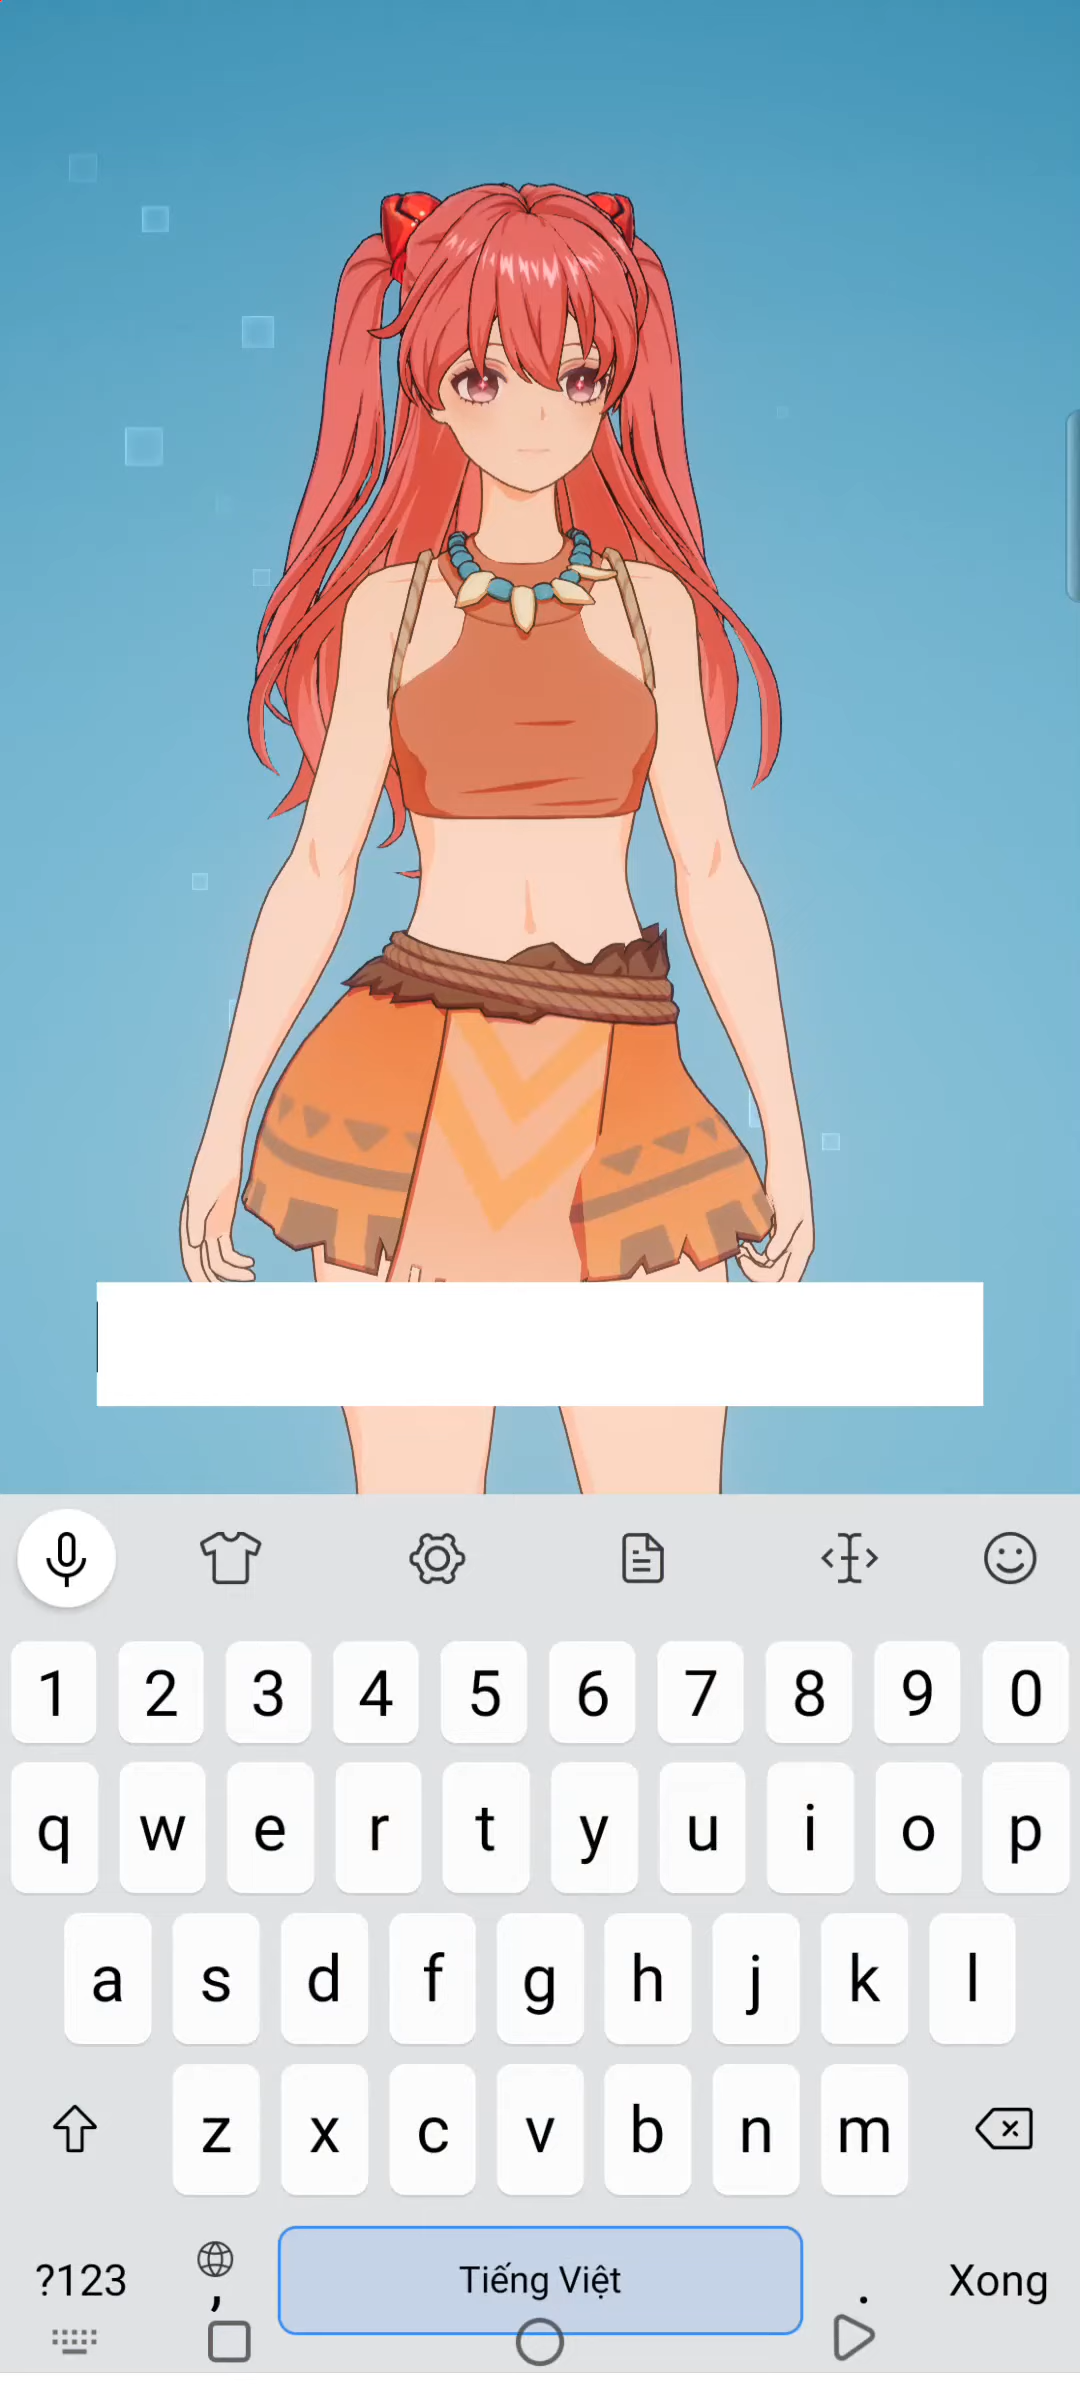 1 2 3 4 5 6 7 8 9 0
q w e r t y u i o p
a s d f g h j k l
z x c v b n m
?123 , Tiếng Việt . Xong